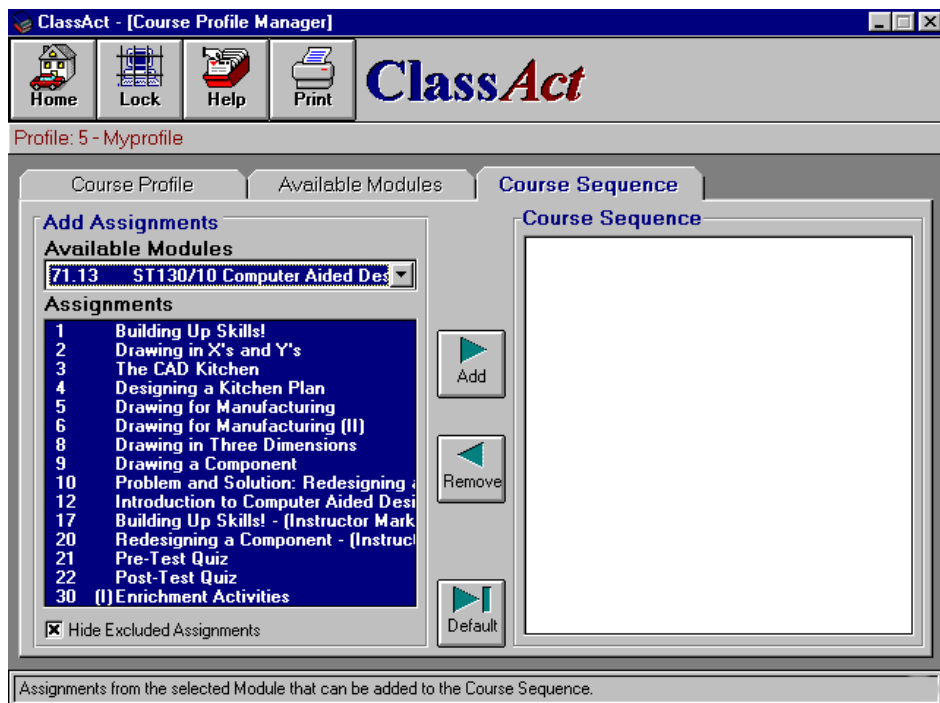 ClassAct - [Course Profile Manager]
Home Lock Help Print ClassAct
Profile: 5 - Myprofile
Course Profile Available Modules Course Sequence
Add Assignments
Available Modules
71.13 ST130/10 Computer Aided Des
Assignments
1 Building Up Skills!
2 Drawing in X's and Y's
3 The CAD Kitchen
4 Designing a Kitchen Plan
5 Drawing for Manufacturing
6 Drawing for Manufacturing (II)
8 Drawing in Three Dimensions
9 Drawing a Component
10 Problem and Solution: Redesigning a
12 Introduction to Computer Aided Desi
17 Building Up Skills! - (Instructor Mark
20 Redesigning a Component - (Instruct
21 Pre-Test Quiz
22 Post-Test Quiz
30 (I) Enrichment Activities
Hide Excluded Assignments
Add
Remove
Default
Course Sequence
Assignments from the selected Module that can be added to the Course Sequence.